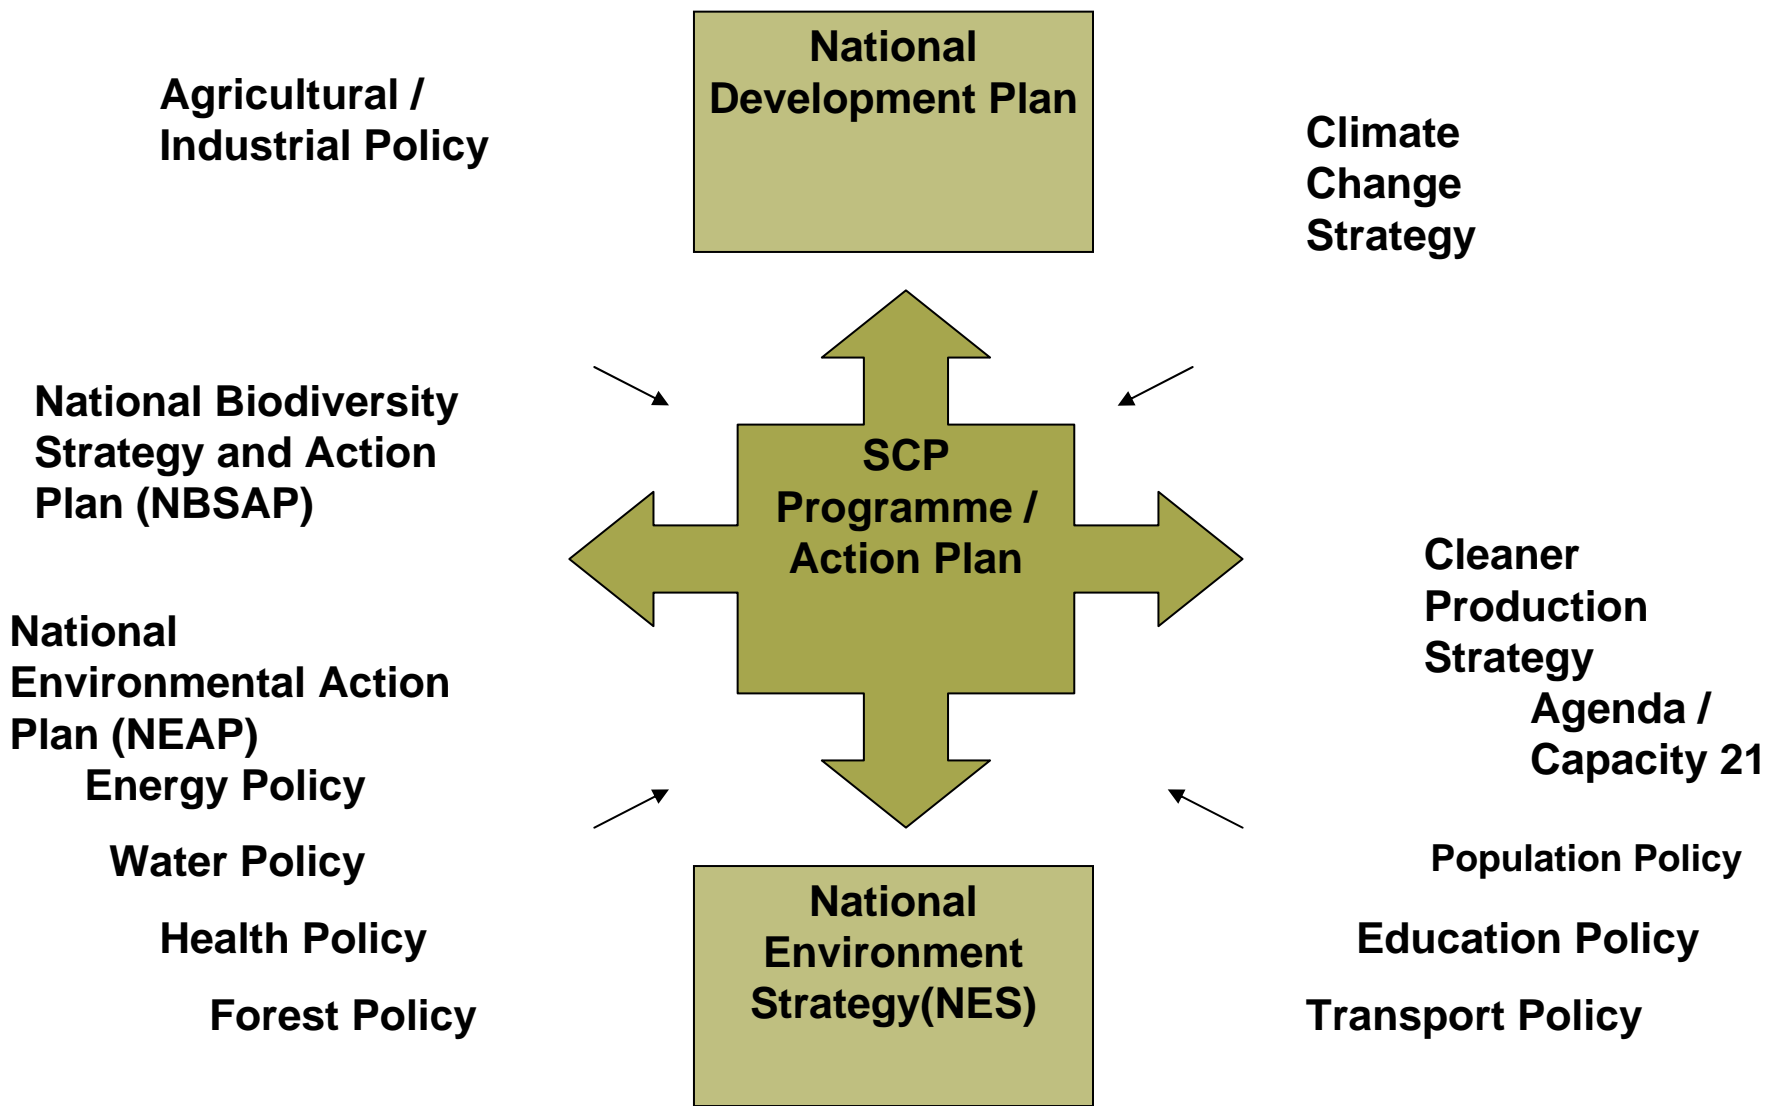 National
Development Plan
Agricultural /
Industrial Policy
Climate
Change
Strategy
National Biodiversity
Strategy and Action
Plan (NBSAP)
SCP
Programme /
Action Plan
Cleaner
Production
Strategy
National
Environmental Action
Plan (NEAP)
Agenda /
Capacity 21
Energy Policy
Water Policy
Health Policy
Forest Policy
National
Environment
Strategy(NES)
Population Policy
Education Policy
Transport Policy